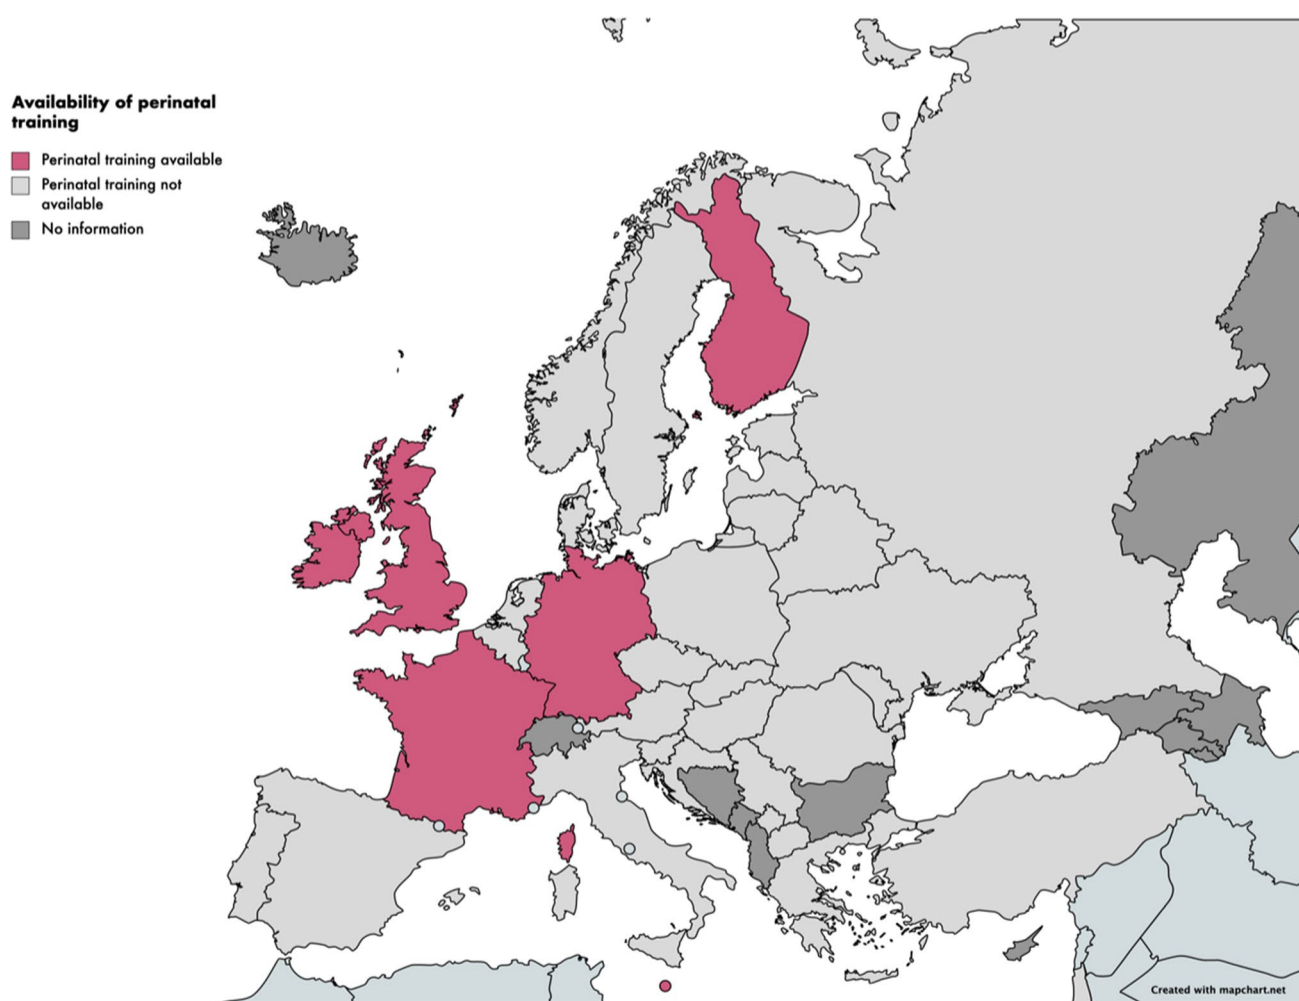 Availability of perinatal
training
Perinatal training available
Perinatal training not
available
No information
Created with mapchart.net